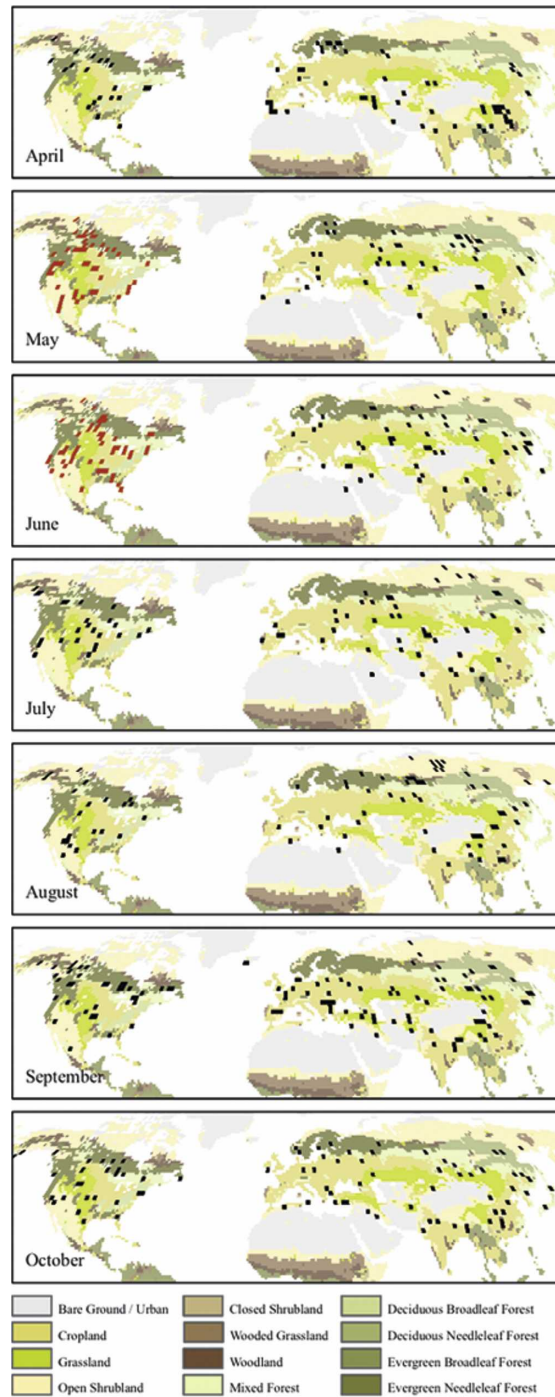 April
May
June
July
August
September
October
Bare Ground / Urban
Closed Shrubland
Deciduous Broadleaf Forest
Cropland
Wooded Grassland
Deciduous Needleleaf Forest
Grassland
Woodland
Evergreen Broadleaf Forest
Open Shrubland
Mixed Forest
Evergreen Needleleaf Forest